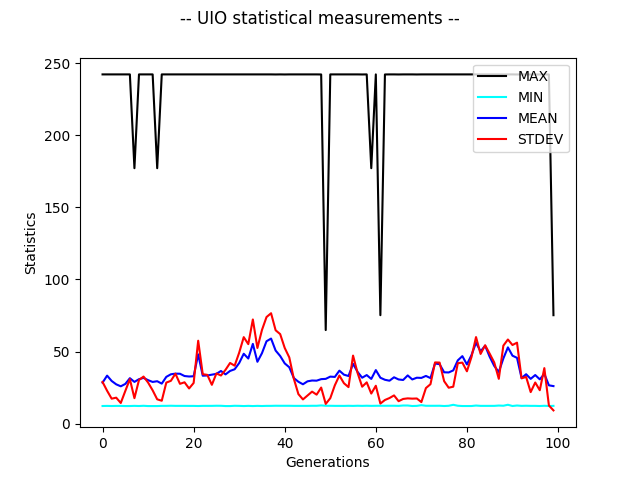 -- UIO statistical measurements --
250
200
150
100
50
0
Statistics
MAX
MIN
MEAN
STDEV
0 20 40 60 80 100
Generations